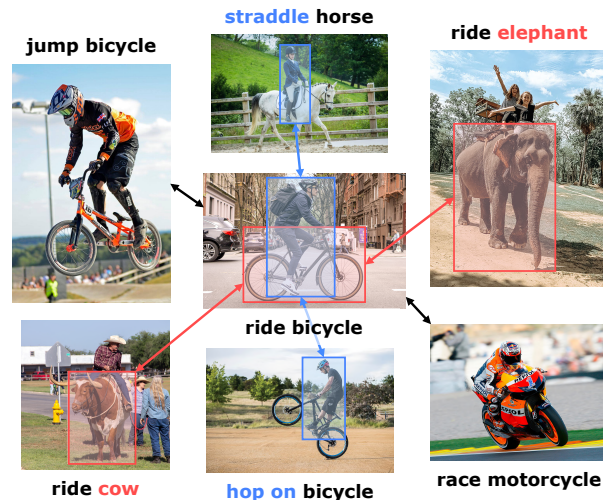 straddle horse
jump bicycle
ride elephant
ride bicycle
ride cow
hop on bicycle
race motorcycle